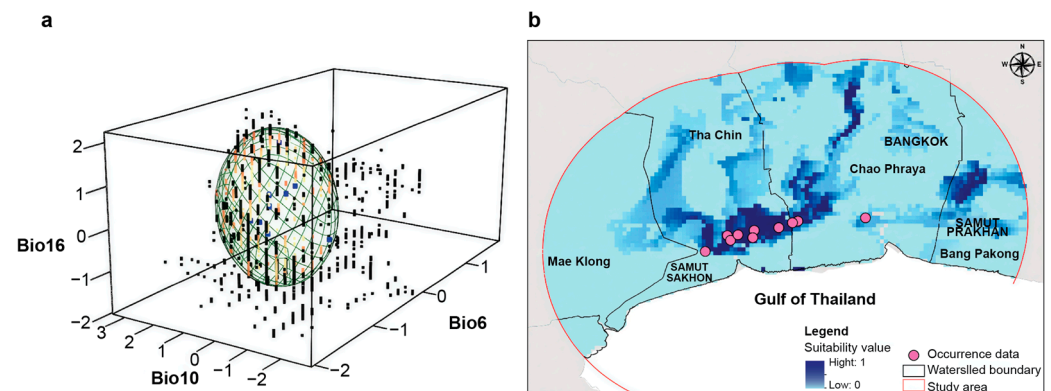 a
2
1
0
−1
−2
Bio16
3
2
1
0
−1
−2
Bio10
−2
−1
0
1
Bio6
b
N
W
E
S
Tha Chin
BANGKOK
Chao Phraya
SAMUT
PRAKHAN
Mae Klong
SAMUT
SAKHON
Bang Pakong
Gulf of Thailand
Legend
Suitability value
Hight: 1
Low: 0
Occurrence data
Waterslled boundary
Study area